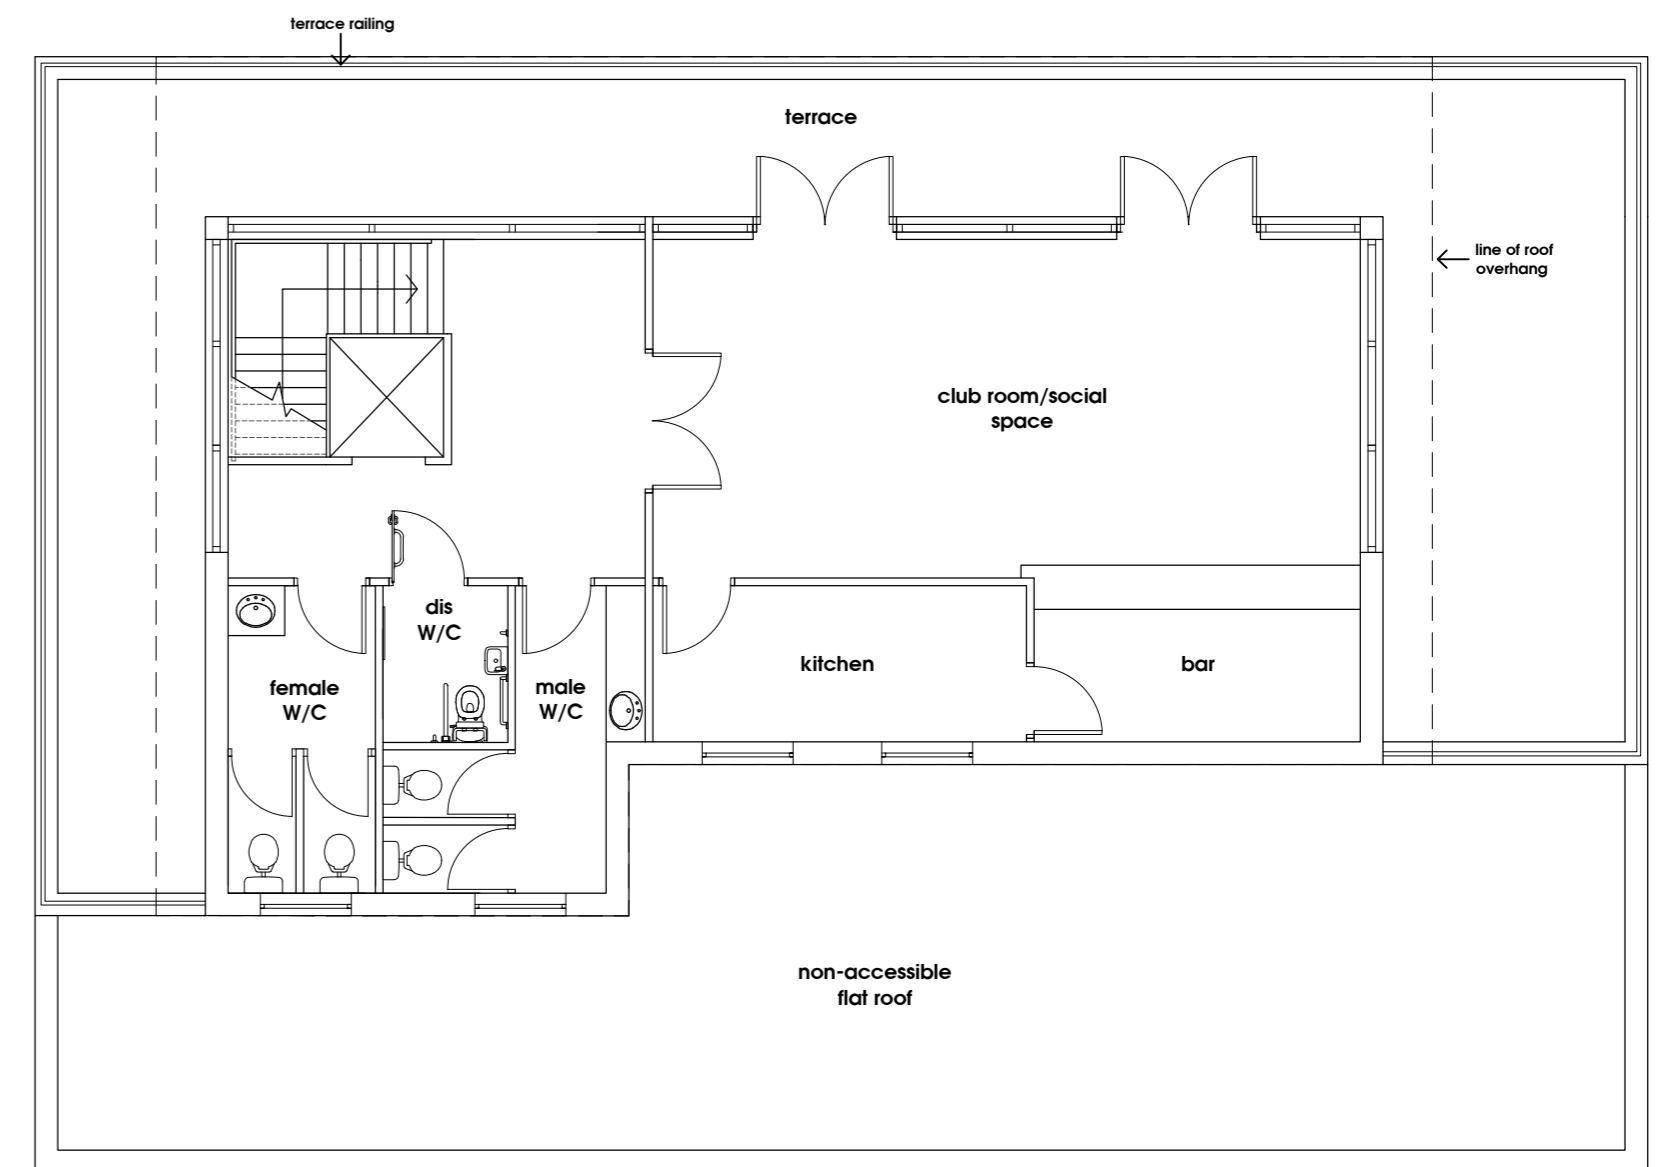 terrace railing
terrace
line of roof
overhang
club room/social
space
dis
W/C
kitchen
bar
female
W/C
male
W/C
non-accessible
flat roof